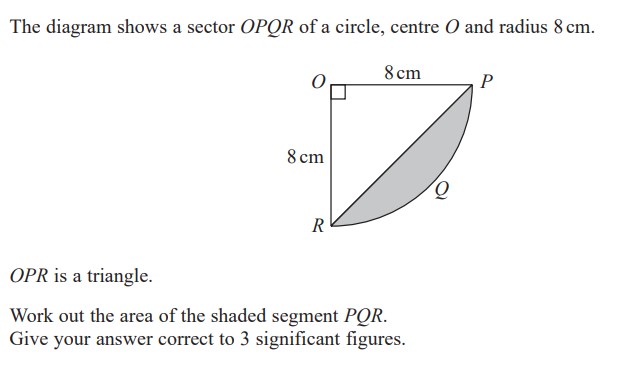 The diagram shows a sector OPQR of a circle, centre O and radius 8 cm.
8 cm
O
P
8 cm
Q
R
OPR is a triangle.
Work out the area of the shaded segment PQR.
Give your answer correct to 3 significant figures.